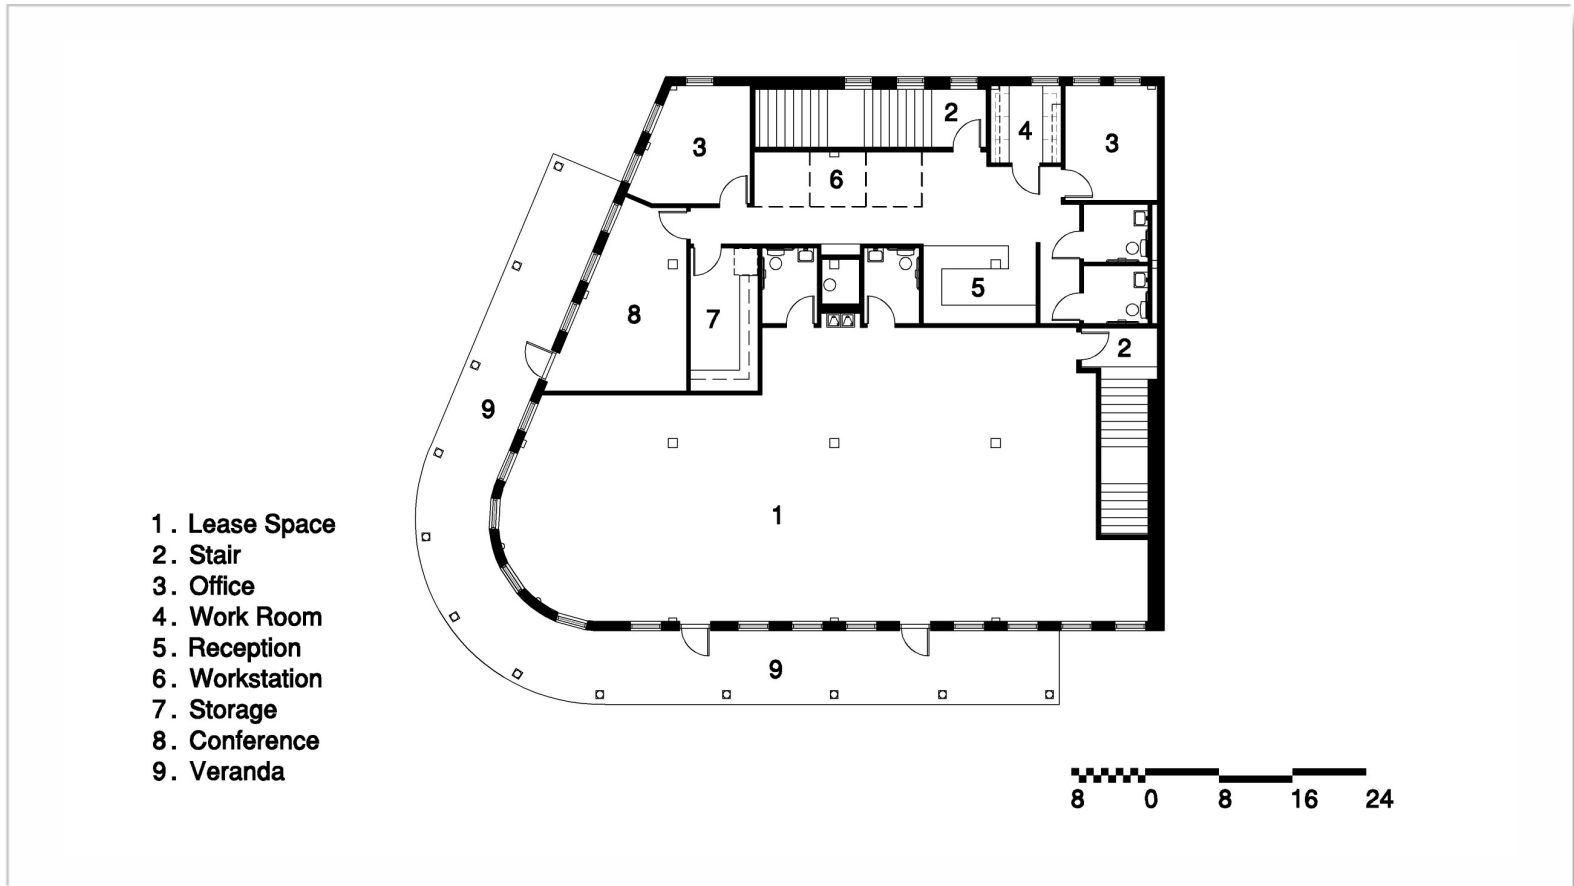 2
4
3
3
6
5
8
7
2
9
1
9
1. Lease Space
2. Stair
3. Office
4. Work Room
5. Reception
6. Workstation
7. Storage
8. Conference
9. Veranda
8 0 8 16 24